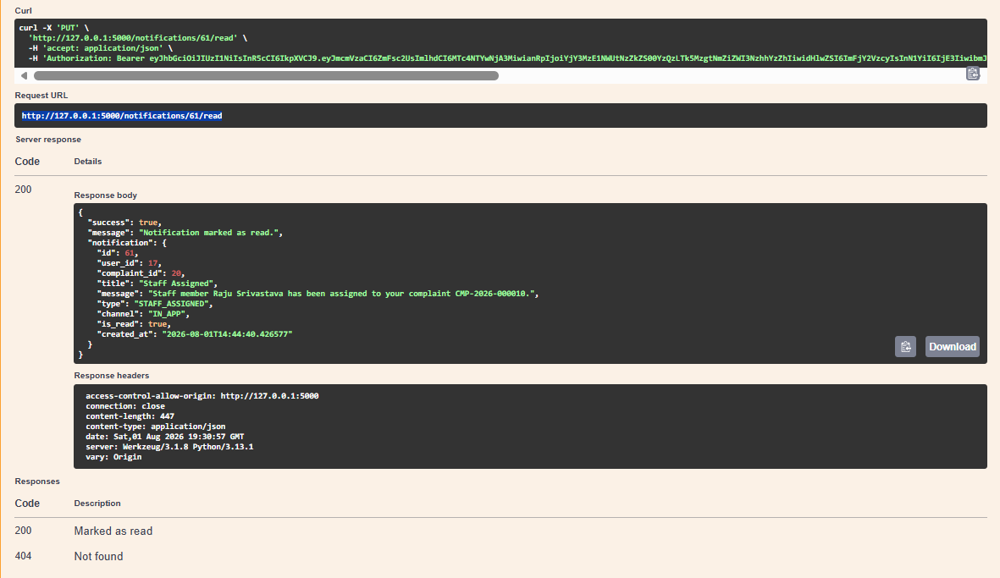 Curl
curl -X 'PUT' \
'http://127.0.0.1:5000/notifications/61/read' \
-H 'accept: application/json' \
-H 'Authorization: Bearer
Request URL
http://127.0.0.1:5000/notifications/61/read
Server response
Code Details
200
Response body
{
"success": true,
"message": "Notification marked as read.",
"notification": {
"id": 61,
"user_id": 17,
"complaint_id": 20,
"title": "Staff Assigned",
"message": "Staff member Raju Srivastava has been assigned to your complaint CMP-2026-000010.",
"type": "STAFF_ASSIGNED",
"channel": "IN_APP",
"is_read": true,
"created_at": "2026-08-01T14:44:40.426577"
}
}
Download
Response headers
access-control-allow-origin: http://127.0.0.1:5000
connection: close
content-length: 447
content-type: application/json
date: Sat,01 Aug 2026 19:30:57 GMT
server: Werkzeug/3.1.8 Python/3.13.1
vary: Origin
Responses
Code Description
200 Marked as read
404 Not found